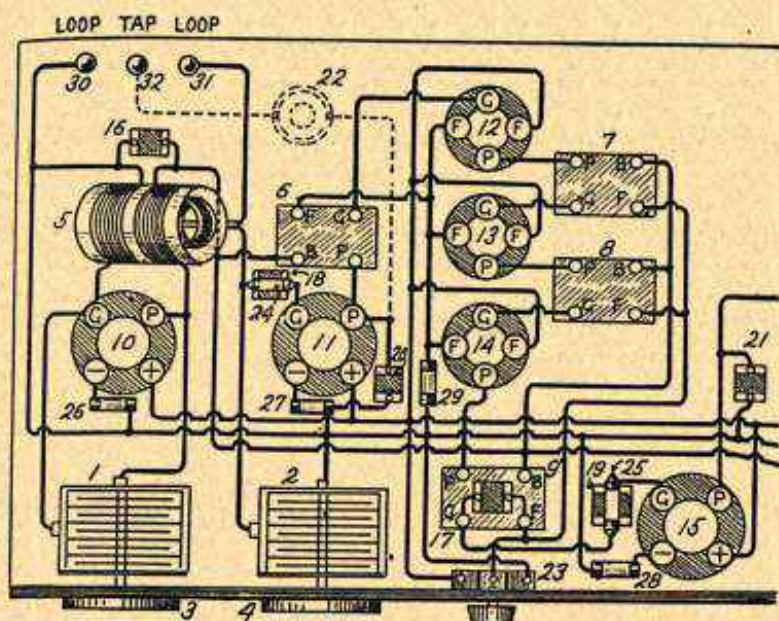 LOOP TAP LOOP
30 32 31
22
16
5
6
F G
B P
18
24
G P
10
- +
26
G P
11
- +
27
20
G
F 12 F
P
G
F 13 F
P
G
F 14 F
P
29
7
P B
G F
8
P B
G F
21
1
2
3
4
P B
9
G F
17
23
19 25
G P
15
- +
28